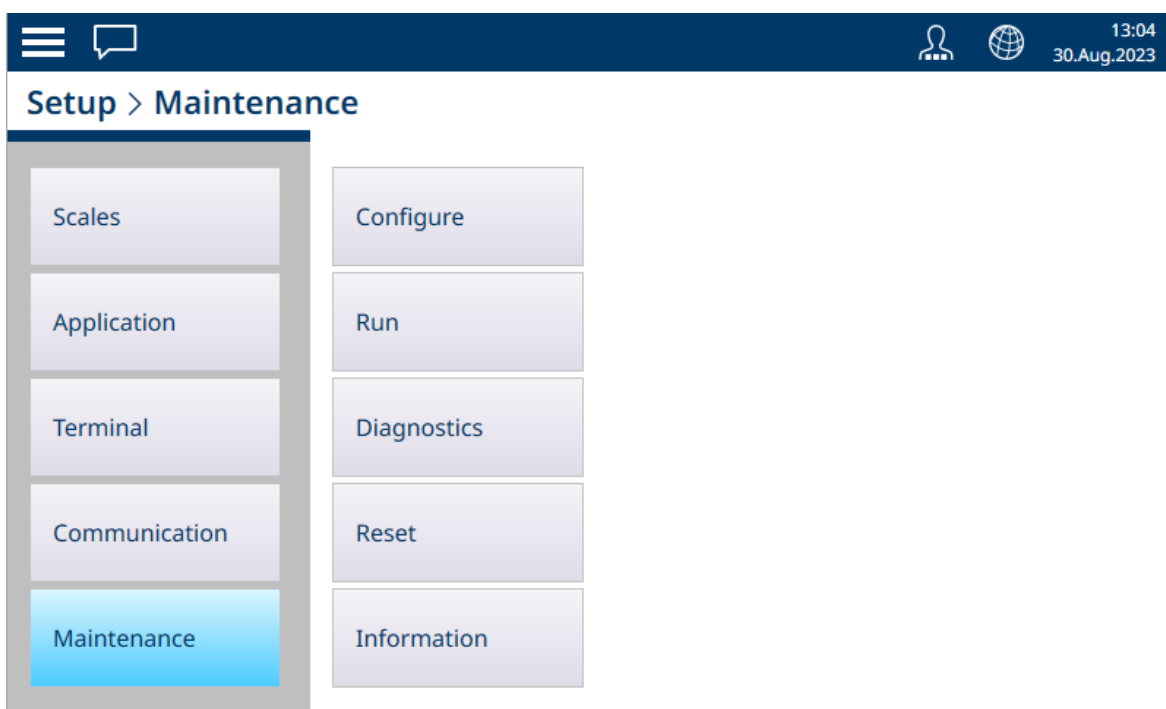 13:04
30.Aug.2023
Setup > Maintenance
Scales
Configure
Application
Run
Terminal
Diagnostics
Communication
Reset
Maintenance
Information